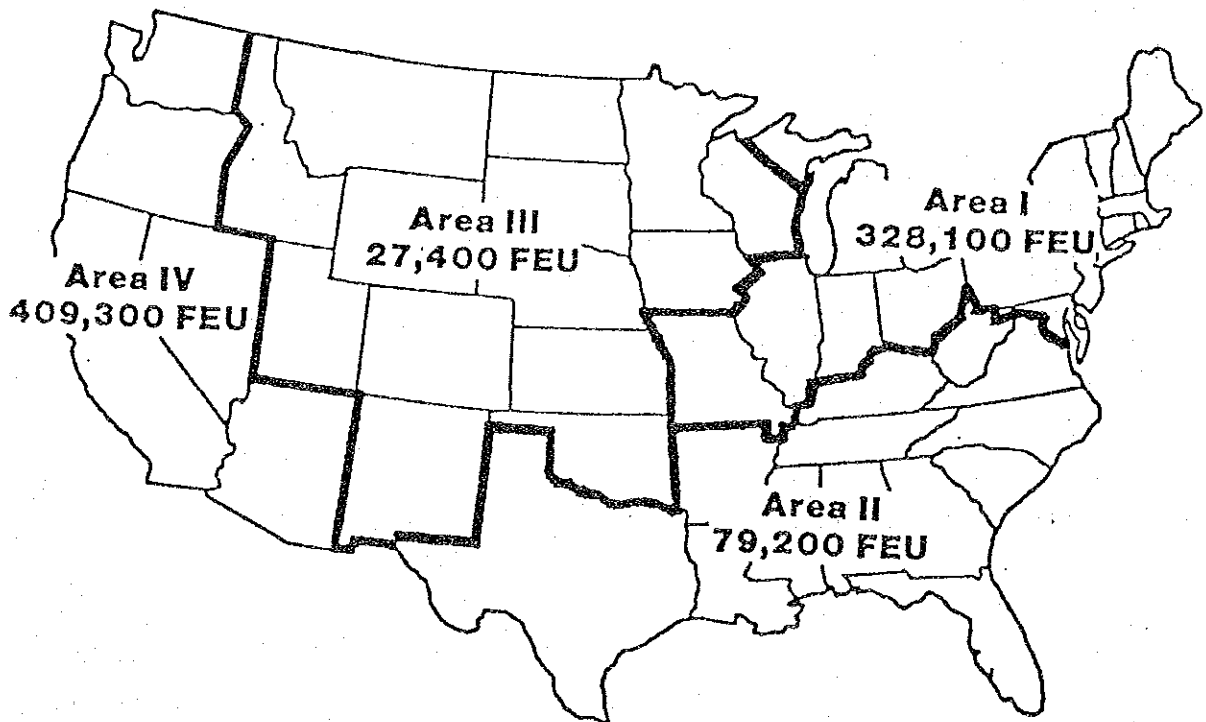 Area I
328,100 FEU
Area III
27,400 FEU
Area IV
409,300 FEU
Area II
79,200 FEU